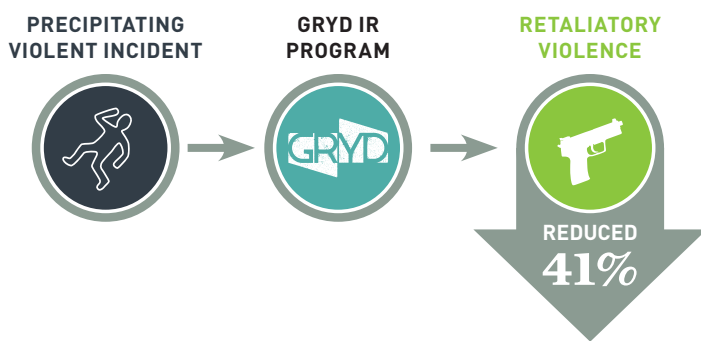 PRECIPITATING
VIOLENT INCIDENT
GRYD IR
PROGRAM
RETALIATORY
VIOLENCE
GRYD
REDUCED
41%